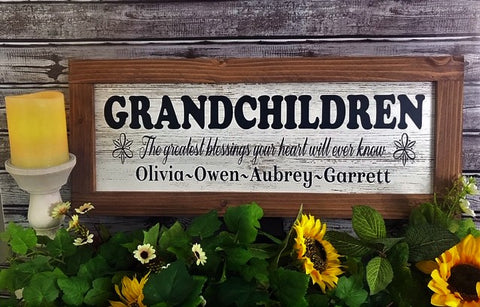 GRANDCHILDREN
The greatest blessings your heart will ever know
Olivia~Owen~Aubrey~Garrett